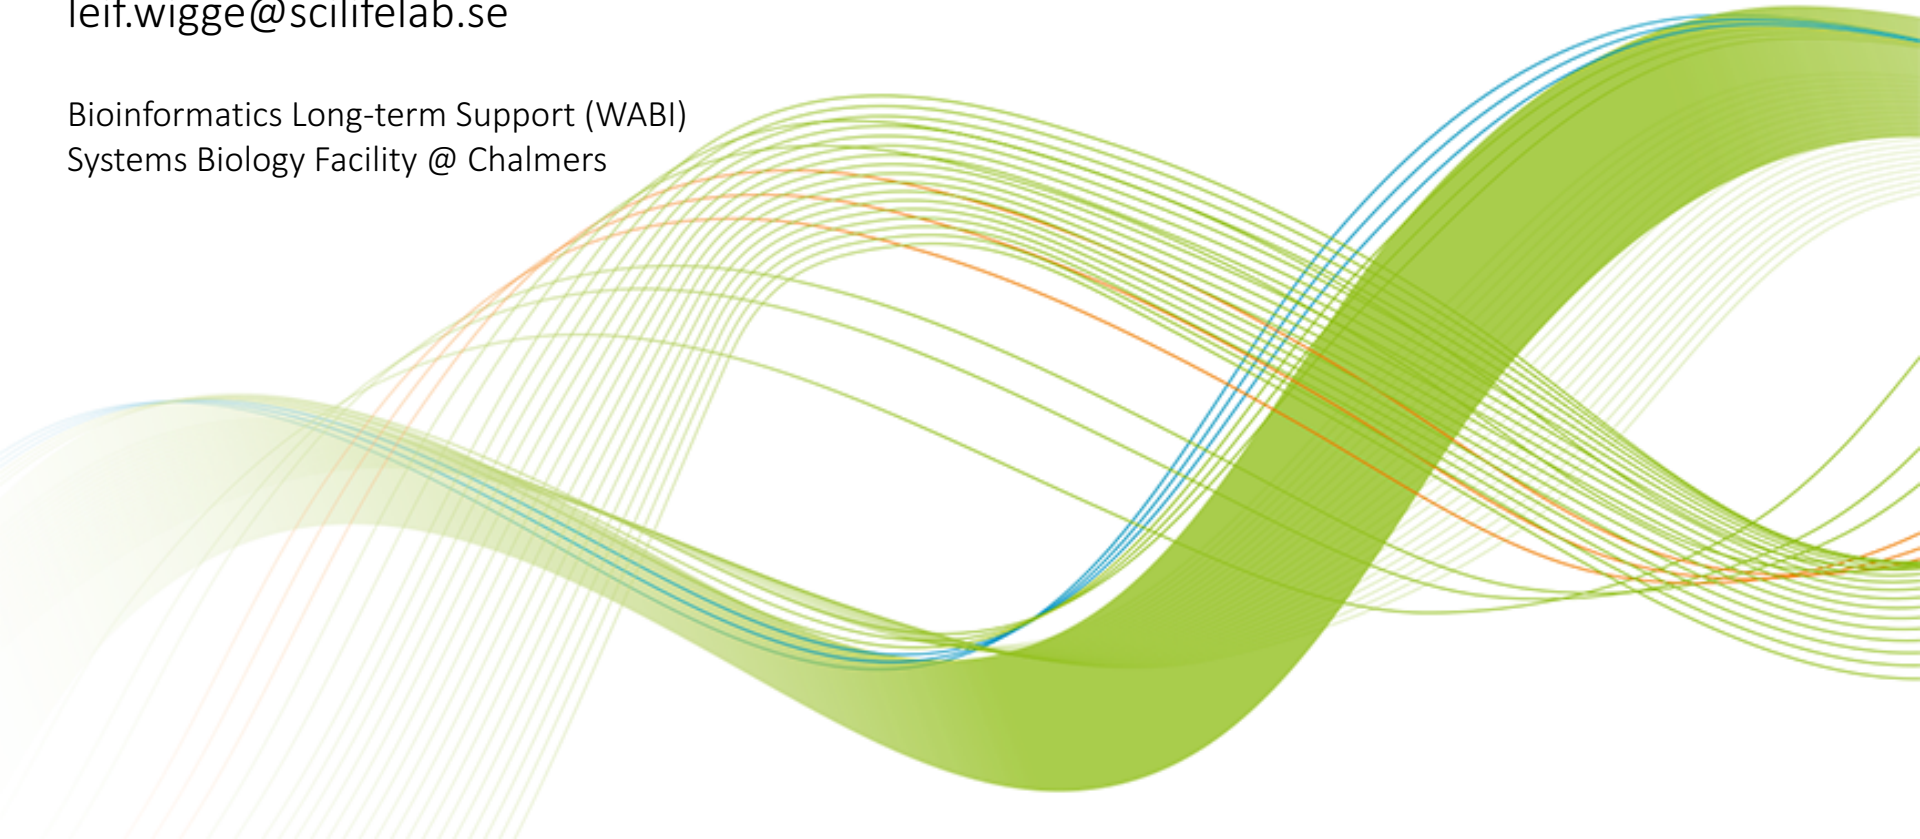 leif.wigge@scilifelab.se
Bioinformatics Long-term Support (WABI)
Systems Biology Facility @ Chalmers